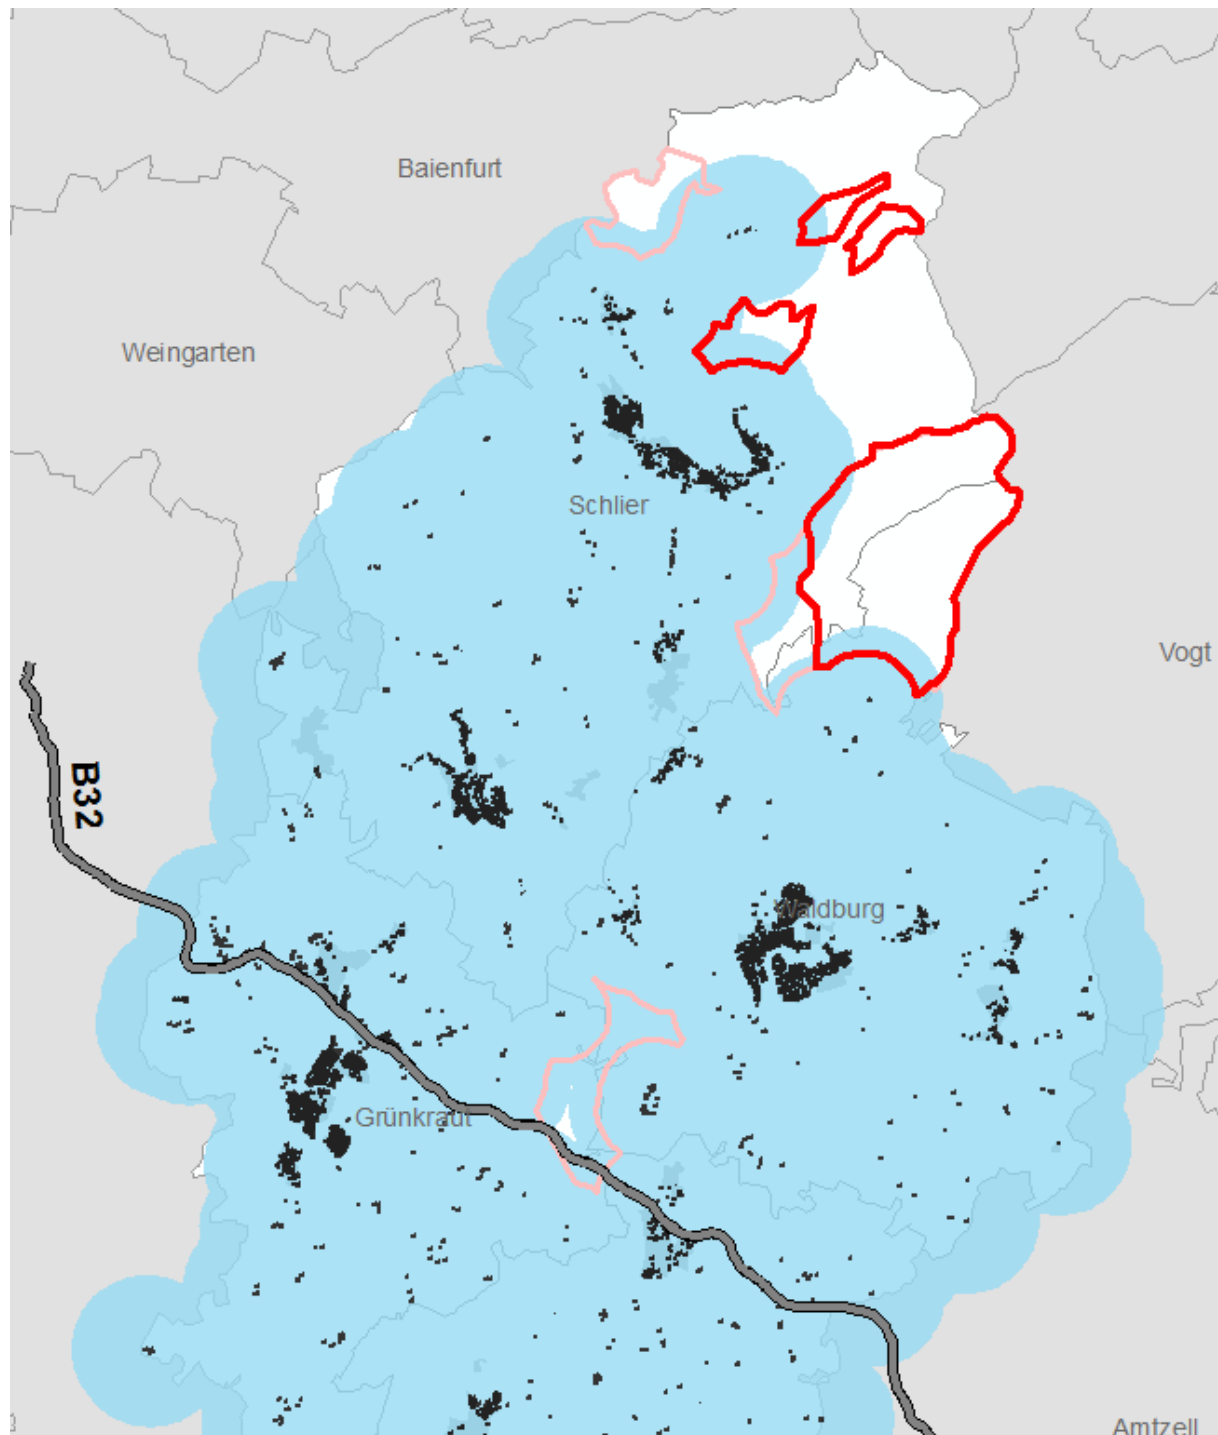 Baienfurt
Weingarten
Schlier
Vogt
B32
Waldburg
Grünkraut
Amtzell